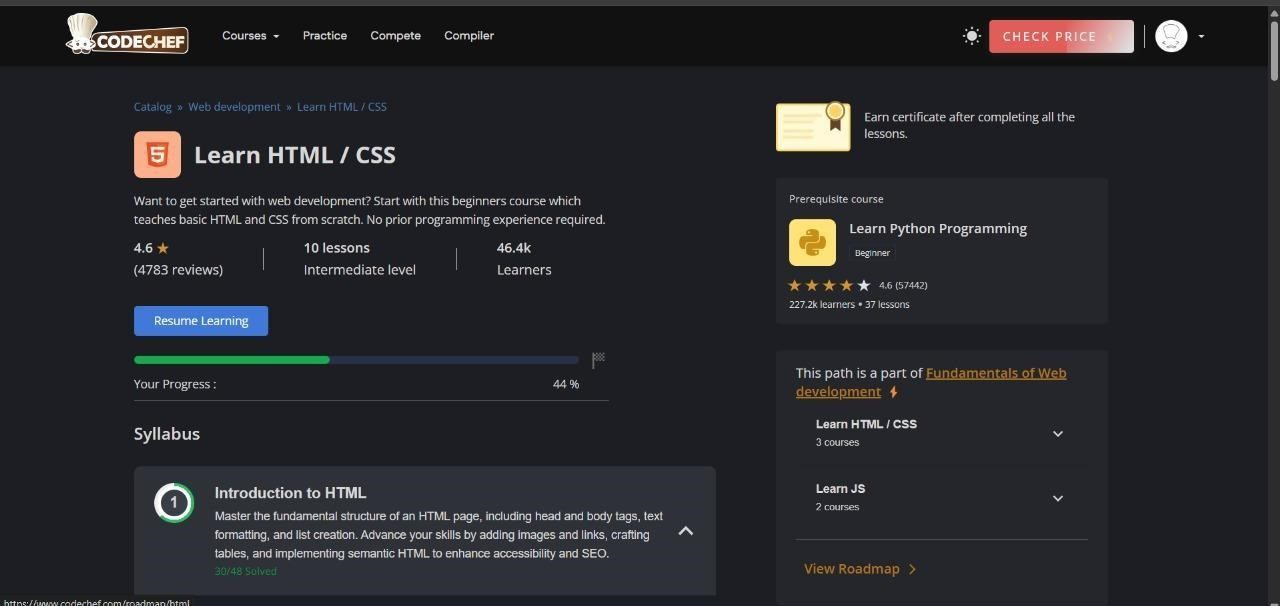 CODECHEF
Courses
Practice
Compete
Compiler
CHECK PRICE
Catalog » Web development » Learn HTML / CSS
5
Learn HTML / CSS
Want to get started with web development? Start with this beginners course which
teaches basic HTML and CSS from scratch. No prior programming experience required.
4.6 ★
(4783 reviews)
10 lessons
Intermediate level
46.4k
Learners
Resume Learning
Your Progress :
44 %
Syllabus
1
Introduction to HTML
Master the fundamental structure of an HTML page, including head and body tags, text
formatting, and list creation. Advance your skills by adding images and links, crafting
tables, and implementing semantic HTML to enhance accessibility and SEO.
30/48 Solved
Earn certificate after completing all the
lessons.
Prerequisite course
Learn Python Programming
Beginner
4.6 (57442)
227.2k learners • 37 lessons
This path is a part of Fundamentals of Web
development
Learn HTML / CSS
3 courses
Learn JS
2 courses
View Roadmap
https://www.codechef.com/roadmap/html